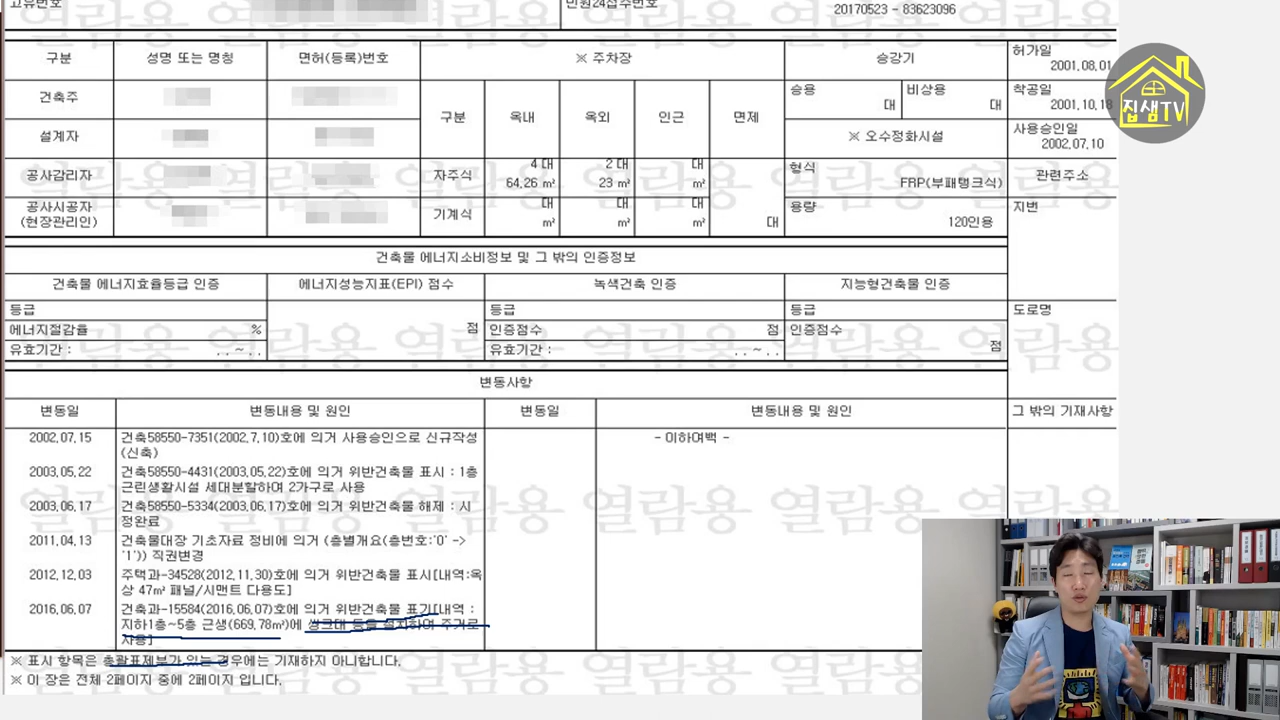 고유번호
민원24접수번호
20170523 - 83623096
구분
성명 또는 명칭
면허(등록)번호
※ 주차장
승강기
허가일
2001.08.01
건축주
구분
옥내
옥외
인근
면제
승용
대
비상용
대
착공일
2001.10.18
설계자
※ 오수정화시설
사용승인일
2002.07.10
공사감리자
자주식
4 대
64.26 ㎡
2 대
23 ㎡
대
㎡
형식
FRP(부패탱크식)
관련주소
공사시공자
(현장관리인)
기계식
대
㎡
대
㎡
대
㎡
대
용량
120인용
지번
건축물 에너지소비정보 및 그 밖의 인증정보
건축물 에너지효율등급 인증
에너지성능지표(EPI) 점수
녹색건축 인증
지능형건축물 인증
등급
등급
등급
도로명
에너지절감율
%
점
인증점수
점
인증점수
유효기간 :
. . ~ . .
유효기간 :
. . ~ . .
점
변동사항
변동일
변동내용 및 원인
변동일
변동내용 및 원인
그 밖의 기재사항
2002.07.15
건축58550-7351(2002.7.10)호에 의거 사용승인으로 신규작성
(신축)
- 이하여백 -
2003.05.22
건축58550-4431(2003.05.22)호에 의거 위반건축물 표시 : 1층
근린생활시설 세대분할하여 2가구로 사용
2003.06.17
건축58550-5334(2003.06.17)호에 의거 위반건축물 해제 : 시
정완료
2011.04.13
건축물대장 기초자료 정비에 의거 (층별개요(층번호:'0' ->
'1')) 직권변경
2012.12.03
주택과-34528(2012.11.30)호에 의거 위반건축물 표시[내역:옥
상 47㎡ 패널/시맨트 다용도]
2016.06.07
건축과-15584(2016.06.07)호에 의거 위반건축물 표기[내역 :
지하1층~5층 근생(669.78㎡)에 씽크대 등을 설치하여 주거로
사용]
※ 표시 항목은 총괄표제부가 있는 경우에는 기재하지 아니합니다.
※ 이 장은 전체 2페이지 중에 2페이지 입니다.
열람용
집샘TV